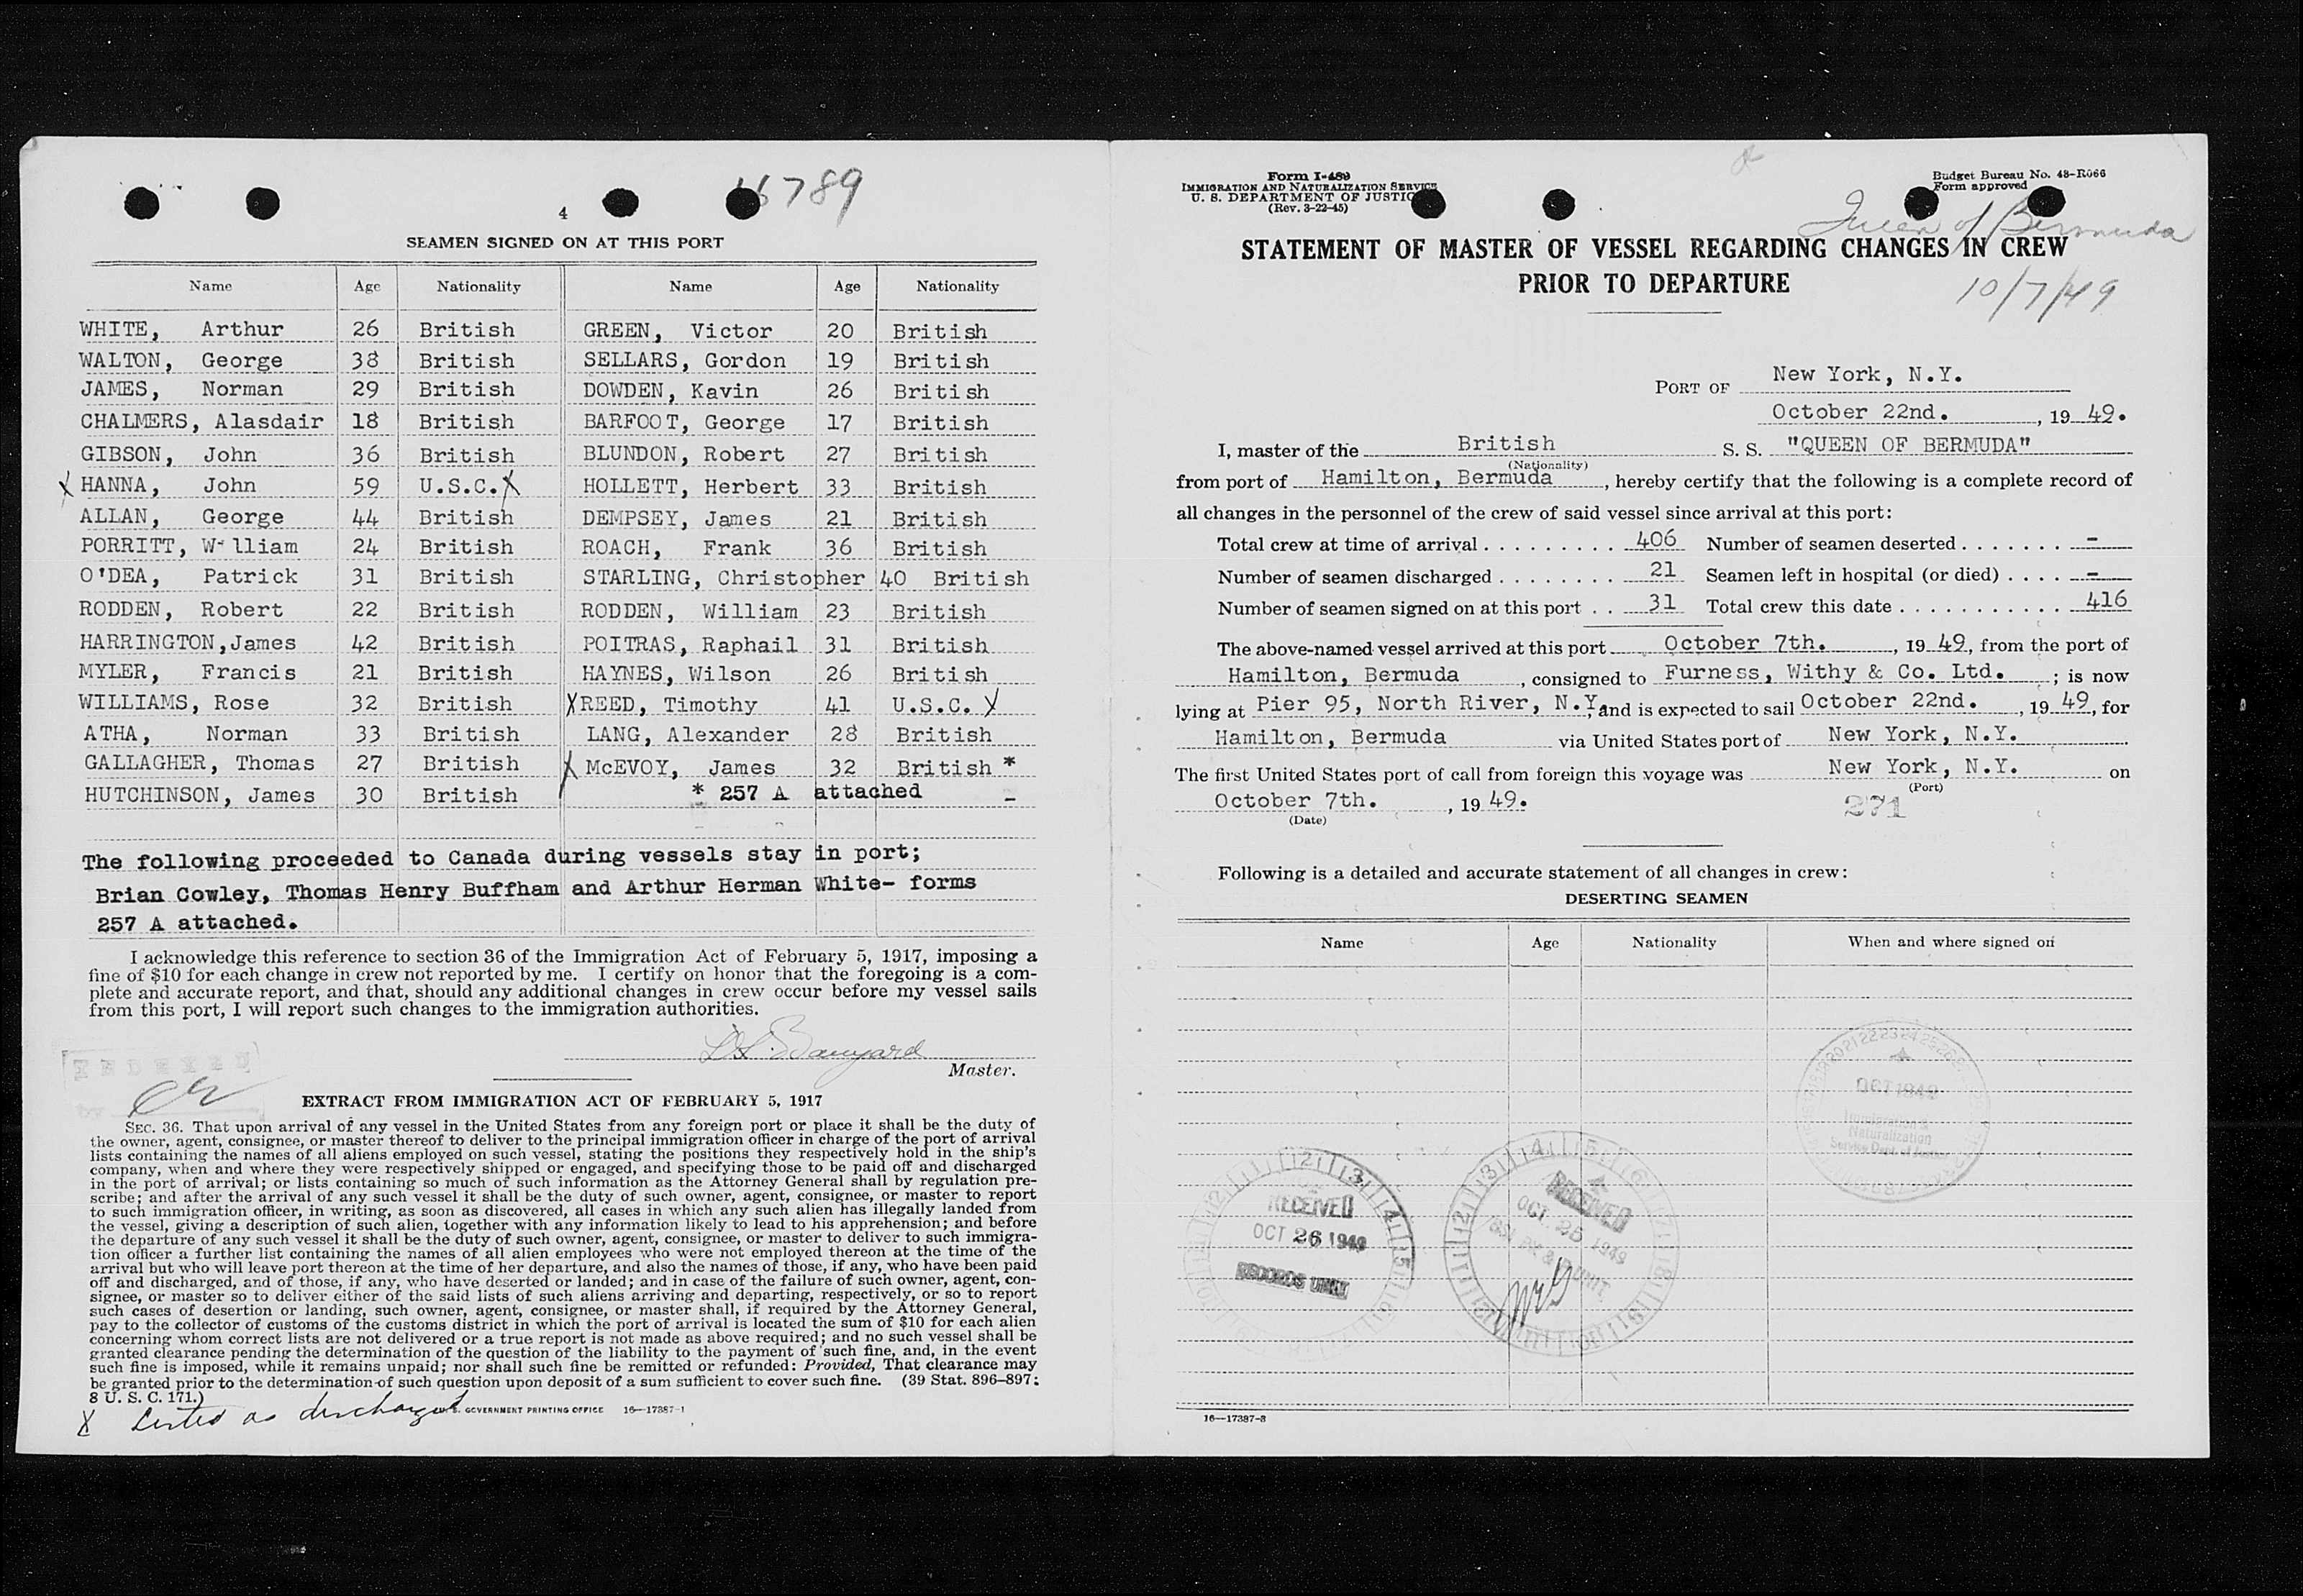 16789
4
SEAMEN SIGNED ON AT THIS PORT
Name Age Nationality Name Age Nationality
WHITE, Arthur 26 British GREEN, Victor 20 British
WALTON, George 38 British SELLARS, Gordon 19 British
JAMES, Norman 29 British DOWDEN, Kavin 26 British
CHALMERS, Alasdair 18 British BARFOOT, George 17 British
GIBSON, John 36 British BLUNDON, Robert 27 British
X HANNA, John 59 U.S.C. X HOLLETT, Herbert 33 British
ALLAN, George 44 British DEMPSEY, James 21 British
PORRITT, W-lliam 24 British ROACH, Frank 36 British
O'DEA, Patrick 31 British STARLING, Christopher 40 British
RODDEN, Robert 22 British RODDEN, William 23 British
HARRINGTON, James 42 British POITRAS, Raphail 31 British
MYLER, Francis 21 British HAYNES, Wilson 26 British
WILLIAMS, Rose 32 British X REED, Timothy 41 U.S.C. X
ATHA, Norman 33 British LANG, Alexander 28 British
GALLAGHER, Thomas 27 British X McEVOY, James 32 British *
HUTCHINSON, James 30 British * 257 A attached -
The following proceeded to Canada during vessels stay in port;
Brian Cowley, Thomas Henry Buffham and Arthur Herman White- forms
257 A attached.
I acknowledge this reference to section 36 of the Immigration Act of February 5, 1917, imposing a
fine of $10 for each change in crew not reported by me. I certify on honor that the foregoing is a com-
plete and accurate report, and that, should any additional changes in crew occur before my vessel sails
from this port, I will report such changes to the immigration authorities.
Master.
EXTRACT FROM IMMIGRATION ACT OF FEBRUARY 5, 1917
SEC. 36. That upon arrival of any vessel in the United States from any foreign port or place it shall be the duty of
the owner, agent, consignee, or master thereof to deliver to the principal immigration officer in charge of the port of arrival
lists containing the names of all aliens employed on such vessel, stating the positions they respectively hold in the ship's
company, when and where they were respectively shipped or engaged, and specifying those to be paid off and discharged
in the port of arrival; or lists containing so much of such information as the Attorney General shall by regulation pre-
scribe; and after the arrival of any such vessel it shall be the duty of such owner, agent, consignee, or master to report
to such immigration officer, in writing, as soon as discovered, all cases in which any such alien has illegally landed from
the vessel, giving a description of such alien, together with any information likely to lead to his apprehension; and before
the departure of any such vessel it shall be the duty of such owner, agent, consignee, or master to deliver to such immigra-
tion officer a further list containing the names of all alien employees who were not employed thereon at the time of the
arrival but who will leave port thereon at the time of her departure, and also the names of those, if any, who have been paid
off and discharged, and of those, if any, who have deserted or landed; and in case of the failure of such owner, agent, con-
signee, or master so to deliver either of the said lists of such aliens arriving and departing, respectively, or so to report
such cases of desertion or landing, such owner, agent, consignee, or master shall, if required by the Attorney General,
pay to the collector of customs of the customs district in which the port of arrival is located the sum of $10 for each alien
concerning whom correct lists are not delivered or a true report is not made as above required; and no such vessel shall be
granted clearance pending the determination of the question of the liability to the payment of such fine, and, in the event
such fine is imposed, while it remains unpaid; nor shall such fine be remitted or refunded: Provided, That clearance may
be granted prior to the determination of such question upon deposit of a sum sufficient to cover such fine. (39 Stat. 896-897;
8 U. S. C. 171.)
X Listed as discharged
GOVERNMENT PRINTING OFFICE 16-17387-1
Form I-489
IMMIGRATION AND NATURALIZATION SERVICE
U. S. DEPARTMENT OF JUSTIC
(Rev. 3-22-45)
Budget Bureau No. 43-R066
Form approved
Queen of Bermuda
STATEMENT OF MASTER OF VESSEL REGARDING CHANGES IN CREW
PRIOR TO DEPARTURE
10/7/49
PORT OF New York, N.Y.
October 22nd., 19 49.
I, master of the British S. S. "QUEEN OF BERMUDA"
(Nationality)
from port of Hamilton, Bermuda, hereby certify that the following is a complete record of
all changes in the personnel of the crew of said vessel since arrival at this port:
Total crew at time of arrival . . . . . . . . . 406 Number of seamen deserted . . . . . . . -
Number of seamen discharged . . . . . . . . 21 Seamen left in hospital (or died) . . . . -
Number of seamen signed on at this port . . 31 Total crew this date . . . . . . . . . . . . 416
The above-named vessel arrived at this port October 7th., 19 49, from the port of
Hamilton, Bermuda, consigned to Furness, Withy & Co. Ltd. ; is now
lying at Pier 95, North River, N.Y. and is expected to sail October 22nd., 19 49, for
Hamilton, Bermuda via United States port of New York, N.Y.
The first United States port of call from foreign this voyage was New York, N.Y. on
(Port)
October 7th., 19 49.
(Date)
271
Following is a detailed and accurate statement of all changes in crew:
DESERTING SEAMEN
Name Age Nationality When and where signed on
OCT 1949
Immigration &
Naturalization
Service Dept. of Justice
RECEIVED
OCT 26 1949
RECORDS UNIT
RECEIVED
OCT 25 1949
16-17387-3